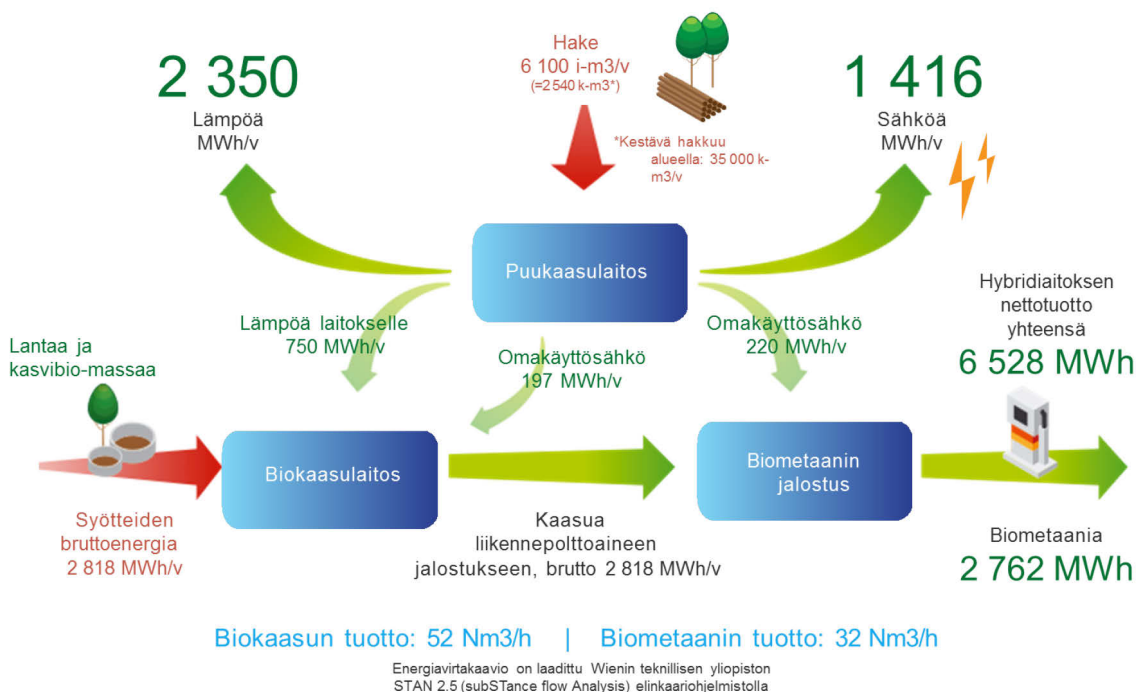 2 350
Lämpöä
MWh/v
Hake
6 100 i-m3/v
(=2540 k-m3*)
*Kestävä hakkuu
alueella: 35 000 k-
m3/v
1 416
Sähköä
MWh/v
Puukaasulaitos
Lämpöä laitokselle
750 MWh/v
Omakäyttösähkö
197 MWh/v
Omakäyttösähkö
220 MWh/v
Hybridiaitoksen
nettotuotto
yhteensä
6 528 MWh
Lantaa ja
kasvibio-massaa
Biokaasulaitos
Biometaanin
jalostus
Syötteiden
bruttoenergia
2 818 MWh/v
Kaasua
liikennepolttoaineen
jalostukseen, brutto 2 818 MWh/v
Biometaania
2 762 MWh
Biokaasun tuotto: 52 Nm3/h | Biometaanin tuotto: 32 Nm3/h
Energiavirtakaavio on laadittu Wienin teknillisen yliopiston
STAN 2.5 (subSTance flow Analysis) elinkaariohjelmistolla